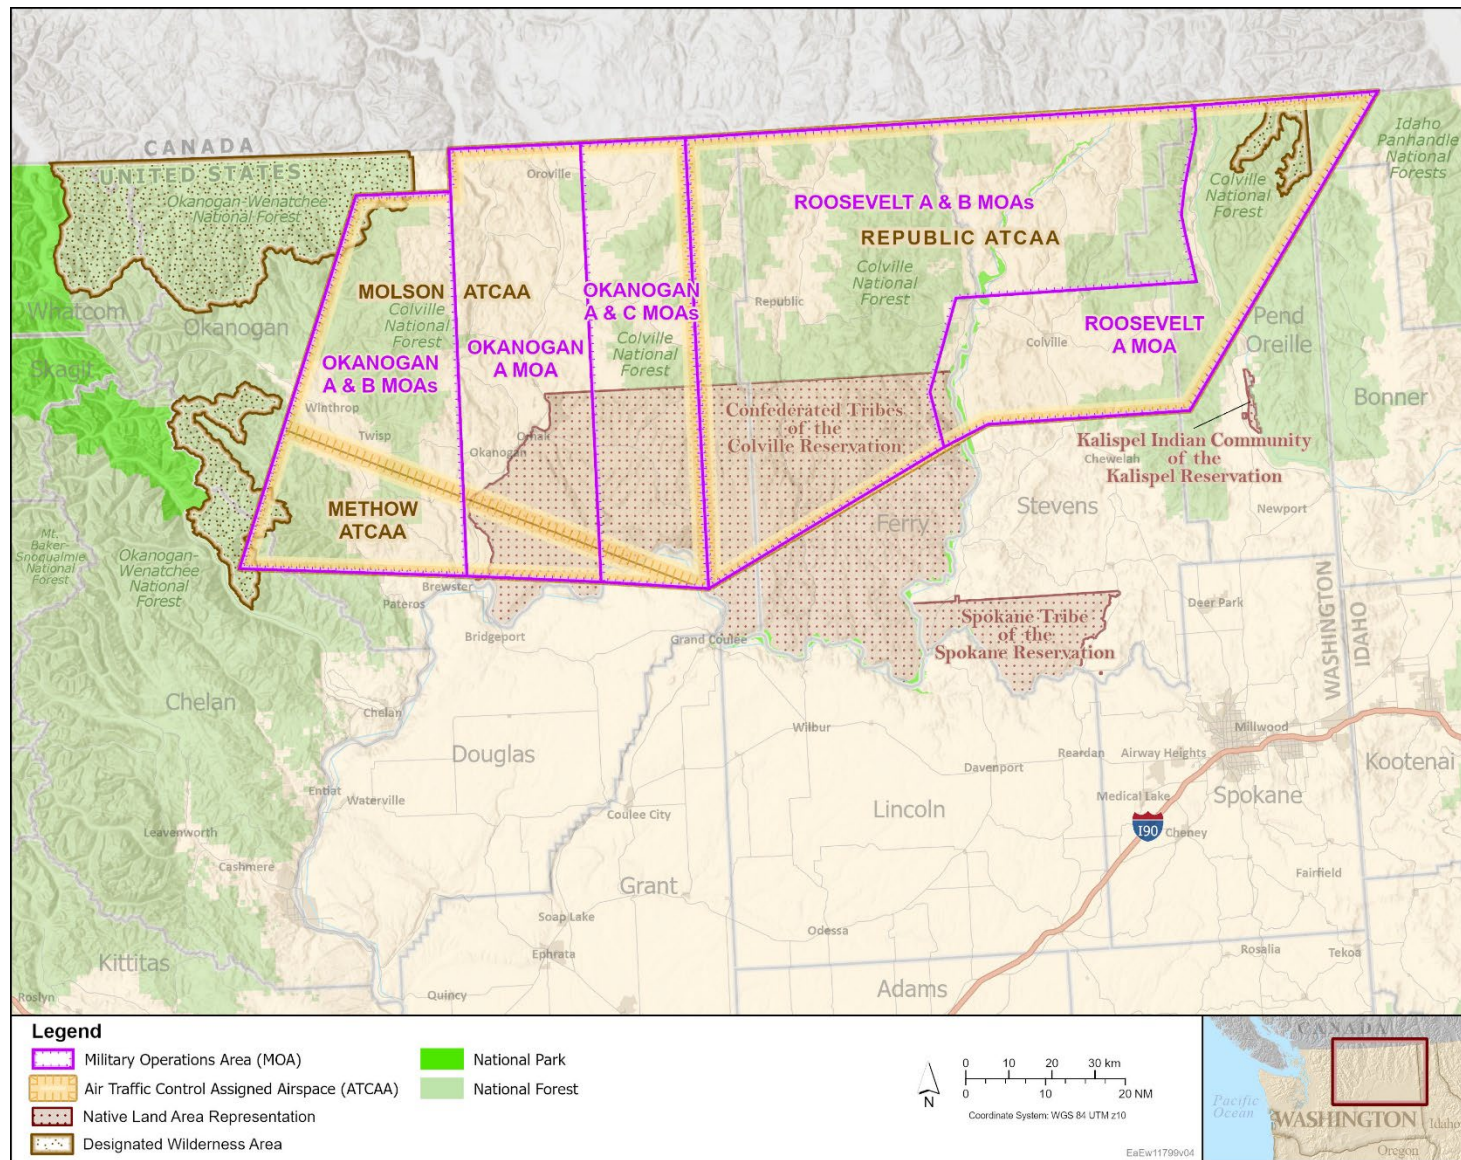 CANADA
UNITED STATES
Okanogan-Wenatchee
National Forest
Oroville
Idaho
Panhandle
National
Forests
Colville
National
Forest
ROOSEVELT A & B MOAs
REPUBLIC ATCAA
Colville
National
Forest
Republic
MOLSON ATCAA
Colville
National
Forest
OKANOGAN
A & C MOAs
Colville
National
Forest
OKANOGAN
A MOA
OKANOGAN
A & B MOAs
Whatcom
Okanogan
Skagit
Pend
Oreille
ROOSEVELT
A MOA
Colville
Bonner
Winthrop
Twisp
Omak
Okanogan
Confederated Tribes
of the
Colville Reservation
Kalispel Indian Community
of the
Kalispel Reservation
Chewelah
METHOW
ATCAA
Ferry
Stevens
Newport
Mt.
Baker-
Snoqualmie
National
Forest
Okanogan-
Wenatchee
National
Forest
Brewster
Pateros
Bridgeport
Grand Coulee
Spokane Tribe
of the
Spokane Reservation
Deer Park
WASHINGTON
IDAHO
Chelan
Chelan
Douglas
Wilbur
Davenport
Reardan
Airway Heights
Millwood
Kootenai
Entiat
Waterville
Coulee City
Lincoln
Medical Lake
Spokane
I90
Cheney
Leavenworth
Cashmere
Grant
Fairfield
Soap Lake
Ephrata
Odessa
Rosalia
Tekoa
Kittitas
Adams
Roslyn
Quincy
Legend
Military Operations Area (MOA)
Air Traffic Control Assigned Airspace (ATCAA)
Native Land Area Representation
Designated Wilderness Area
National Park
National Forest
N
0 10 20 30 km
0 10 20 NM
Coordinate System: WGS 84 UTM z10
EaEw11799v04
CANADA
Pacific
Ocean
WASHINGTON
Idaho
Oregon